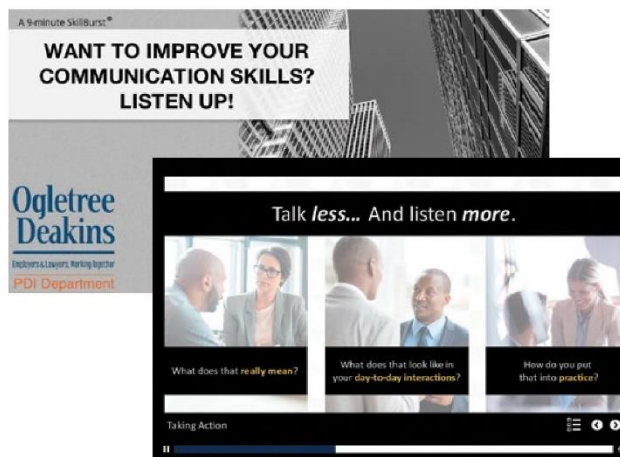 A 9-minute SkillBurst®
WANT TO IMPROVE YOUR
COMMUNICATION SKILLS?
LISTEN UP!
Ogletree
Deakins
Employers & Lawyers, Working Together
PDI Department
Talk less... And listen more.
What does that really mean?
What does that look like in
your day-to-day interactions?
How do you put
that into practice?
Taking Action